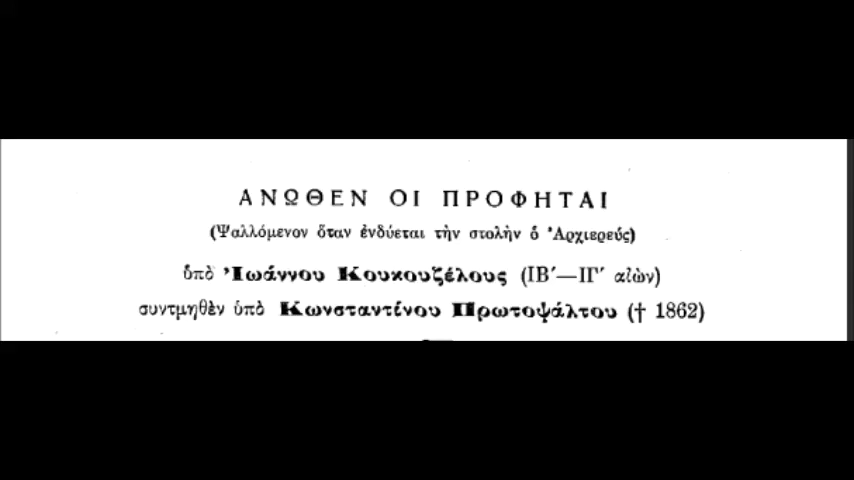 ΑΝΩΘΕΝ ΟΙ ΠΡΟΦΗΤΑΙ
(Ψαλλόμενον ὅταν ἐνδύεται τὴν στολὴν ὁ Ἀρχιερεύς)
ὑπὸ Ἰωάννου Κουκουζέλους (ΙΒ´—ΙΓ´ αἰὼν)
συντμηθὲν ὑπὸ Κωνσταντίνου Πρωτοψάλτου († 1862)